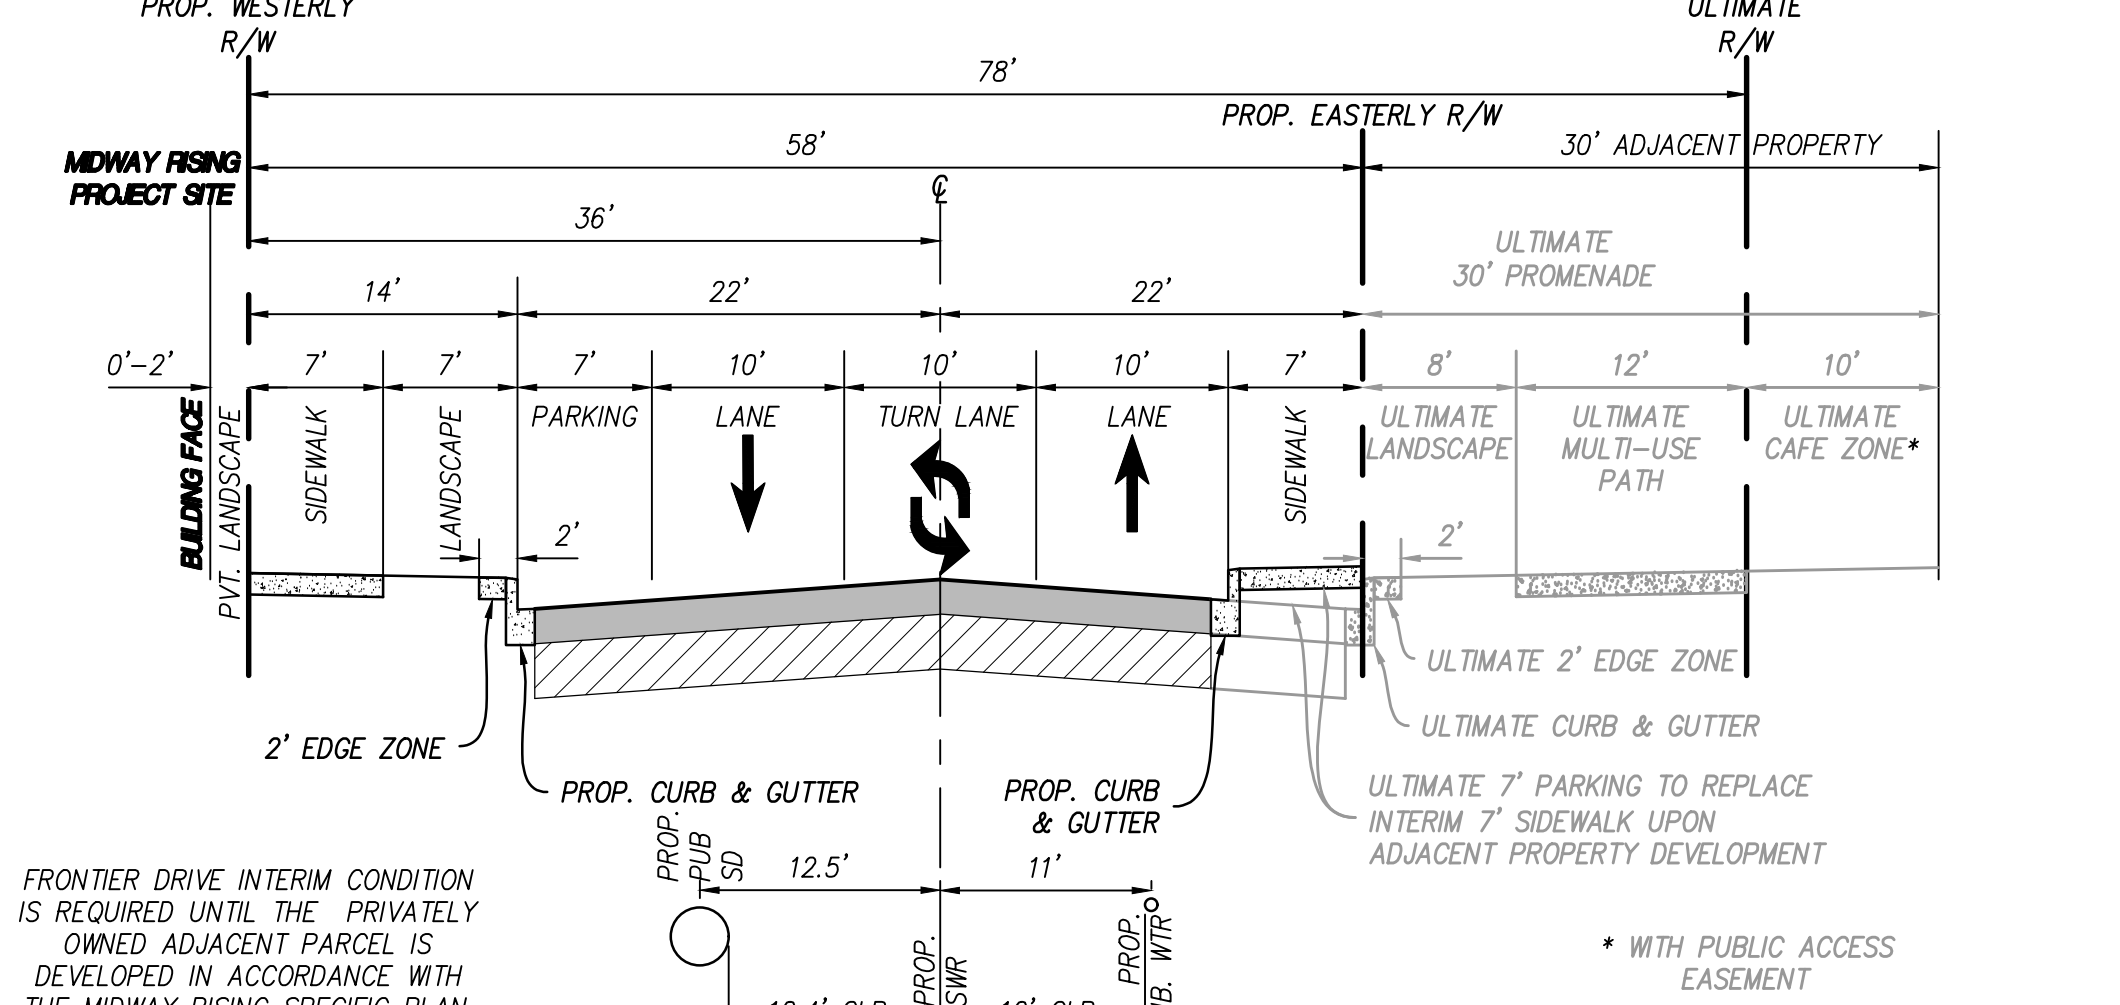 PROP. WESTERLY
R/W
ULTIMATE
R/W
78'
PROP. EASTERLY R/W
58'
30' ADJACENT PROPERTY
MIDWAY RISING
PROJECT SITE
℄
36'
ULTIMATE
30' PROMENADE
14'
22'
22'
0'-2'
7'
7'
7'
10'
10'
10'
7'
8'
12'
10'
BUILDING FACE
PVT. LANDSCAPE
SIDEWALK
LANDSCAPE
PARKING
LANE
TURN LANE
LANE
SIDEWALK
ULTIMATE
LANDSCAPE
ULTIMATE
MULTI-USE
PATH
ULTIMATE
CAFE ZONE*
2'
2'
ULTIMATE 2' EDGE ZONE
ULTIMATE CURB & GUTTER
2' EDGE ZONE
PROP. CURB & GUTTER
PROP. CURB
& GUTTER
ULTIMATE 7' PARKING TO REPLACE
INTERIM 7' SIDEWALK UPON
ADJACENT PROPERTY DEVELOPMENT
PROP.
PUB
SD
12.5'
11'
PROP.
SWR
PROP.
WTR
FRONTIER DRIVE INTERIM CONDITION
IS REQUIRED UNTIL THE PRIVATELY
OWNED ADJACENT PARCEL IS
DEVELOPED IN ACCORDANCE WITH
THE MIDWAY RISING SPECIFIC PLAN
* WITH PUBLIC ACCESS
EASEMENT